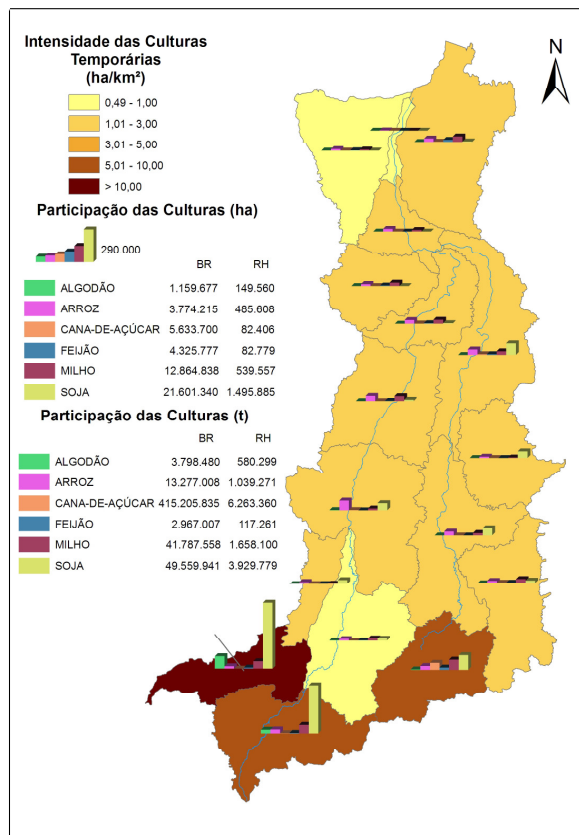 Intensidade das Culturas
Temporárias
(ha/km²)
0,49 - 1,00
1,01 - 3,00
3,01 - 5,00
5,01 - 10,00
> 10,00
N
Participação das Culturas (ha)
290.000
BR RH
ALGODÃO 1.159.677 149.560
ARROZ 3.774.215 485.608
CANA-DE-AÇÚCAR 5.633.700 82.406
FEIJÃO 4.325.777 82.779
MILHO 12.864.838 539.557
SOJA 21.601.340 1.495.885
Participação das Culturas (t)
BR RH
ALGODÃO 3.798.480 580.299
ARROZ 13.277.008 1.039.271
CANA-DE-AÇÚCAR 415.205.835 6.263.360
FEIJÃO 2.967.007 117.261
MILHO 41.787.558 1.658.100
SOJA 49.559.941 3.929.779